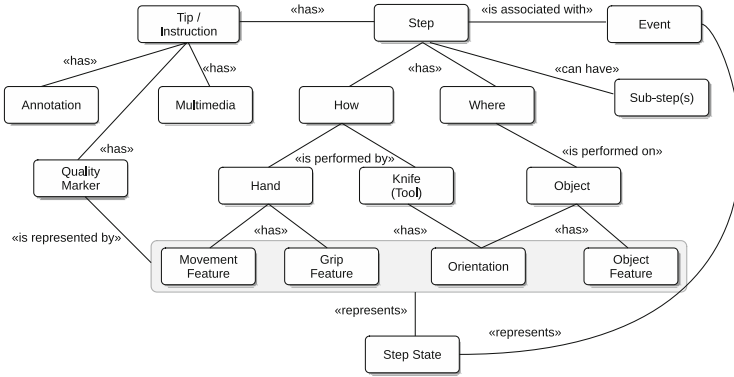 Tip /
Instruction
«has»
Step
«is associated with»
Event
«has»
«has»
«has»
«can have»
Annotation
Multimedia
How
Where
Sub-step(s)
«has»
«is performed by»
«is performed on»
Quality
Marker
Hand
Knife
(Tool)
Object
«is represented by»
«has»
«has»
«has»
Movement
Feature
Grip
Feature
Orientation
Object
Feature
«represents»
«represents»
Step State